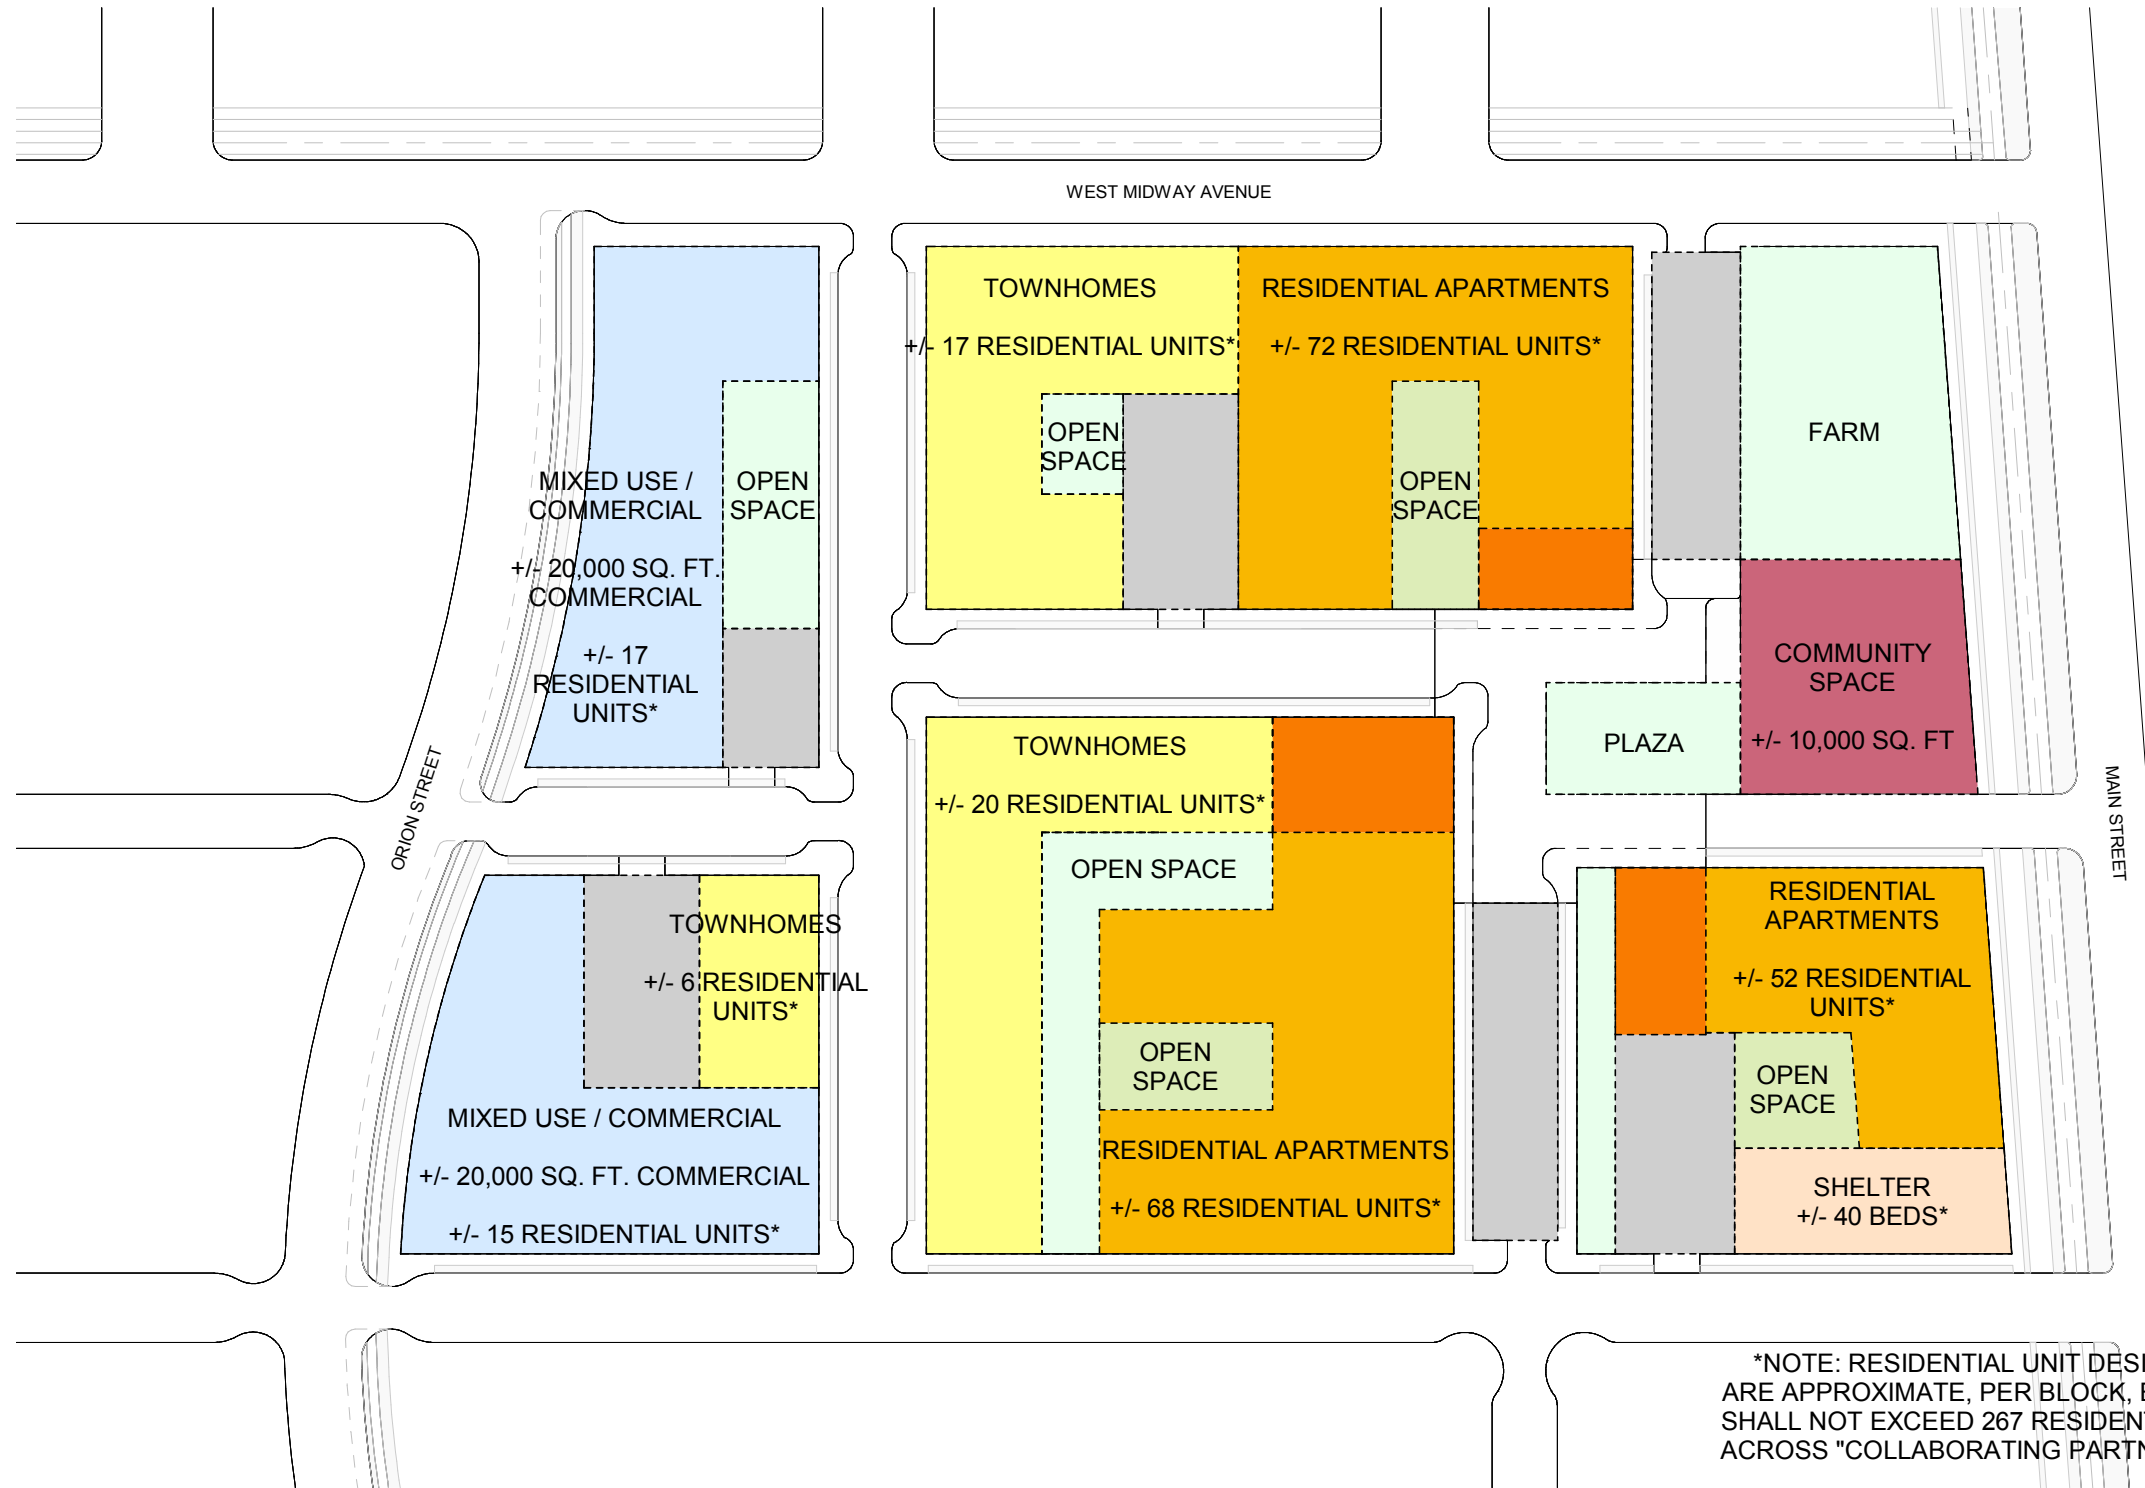 WEST MIDWAY AVENUE
TOWNHOMES
+/- 17 RESIDENTIAL UNITS*
RESIDENTIAL APARTMENTS
+/- 72 RESIDENTIAL UNITS*
OPEN
SPACE
OPEN
SPACE
FARM
MIXED USE /
COMMERCIAL
+/- 20,000 SQ. FT.
COMMERCIAL
+/- 17
RESIDENTIAL
UNITS*
OPEN
SPACE
COMMUNITY
SPACE
+/- 10,000 SQ. FT
PLAZA
ORION STREET
MAIN STREET
TOWNHOMES
+/- 20 RESIDENTIAL UNITS*
OPEN SPACE
OPEN
SPACE
RESIDENTIAL APARTMENTS
+/- 68 RESIDENTIAL UNITS*
TOWNHOMES
+/- 6 RESIDENTIAL
UNITS*
MIXED USE / COMMERCIAL
+/- 20,000 SQ. FT. COMMERCIAL
+/- 15 RESIDENTIAL UNITS*
RESIDENTIAL
APARTMENTS
+/- 52 RESIDENTIAL
UNITS*
OPEN
SPACE
SHELTER
+/- 40 BEDS*
*NOTE: RESIDENTIAL UNIT
ARE APPROXIMATE, PER BLOCK,
SHALL NOT EXCEED 267
ACROSS "COLLABORATING